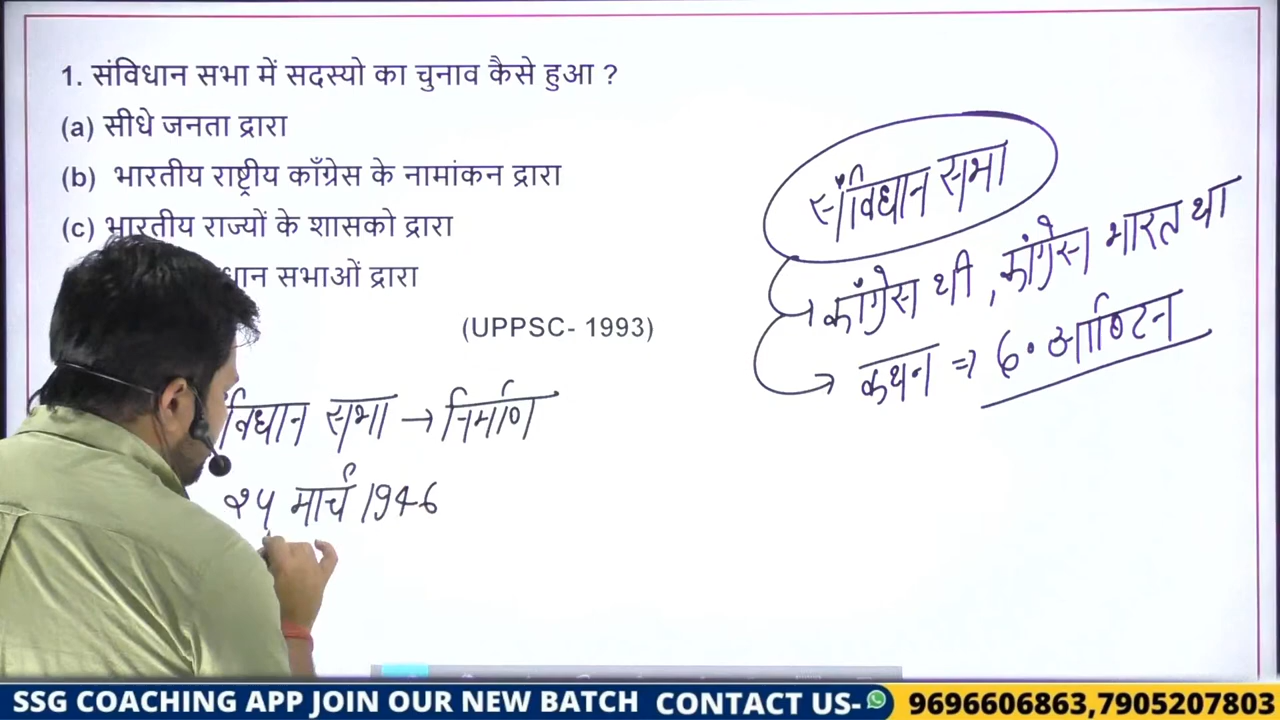 1. संविधान सभा में सदस्यो का चुनाव कैसे हुआ ?
(a) सीधे जनता द्रारा
(b) भारतीय राष्ट्रीय काँग्रेस के नामांकन द्रारा
(c) भारतीय राज्यों के शासको द्रारा
धान सभाओं द्रारा
(UPPSC- 1993)
संविधान सभा
काँग्रेस थी , कांग्रेस भारत था
कथन ⇒ ग्रे॰ आस्टिन
विधान सभा → निर्माण
२५ मार्च 1946
SSG COACHING APP JOIN OUR NEW BATCH CONTACT US- 9696606863,7905207803